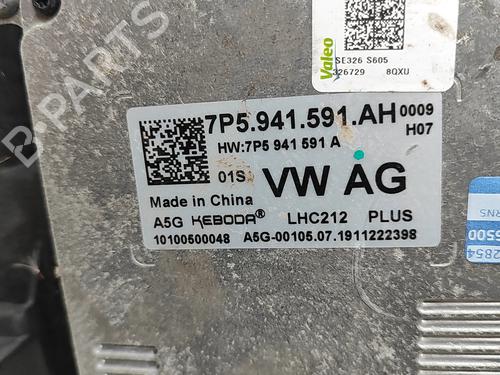 Valeo
SE326 S605
326729 8QXU
7P5.941.591.AH 0009
H07
HW:7P5 941 591 A
01S
VW AG
Made in China
A5G KEBODA® LHC212 PLUS
10100500048 A5G-00105.07.1911222398
2854
B-PARTS